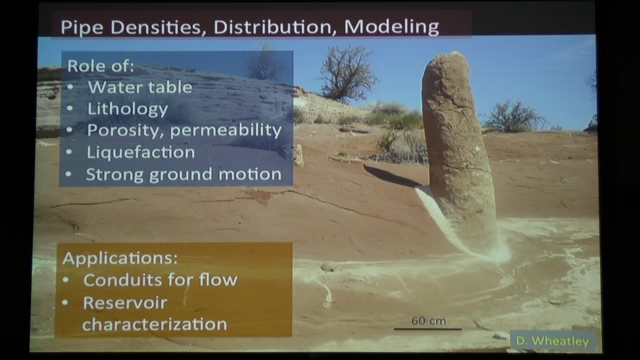 Pipe Densities, Distribution, Modeling
Role of:
• Water table
• Lithology
• Porosity, permeability
• Liquefaction
• Strong ground motion
Applications:
• Conduits for flow
• Reservoir
characterization
60 cm
D. Wheatley